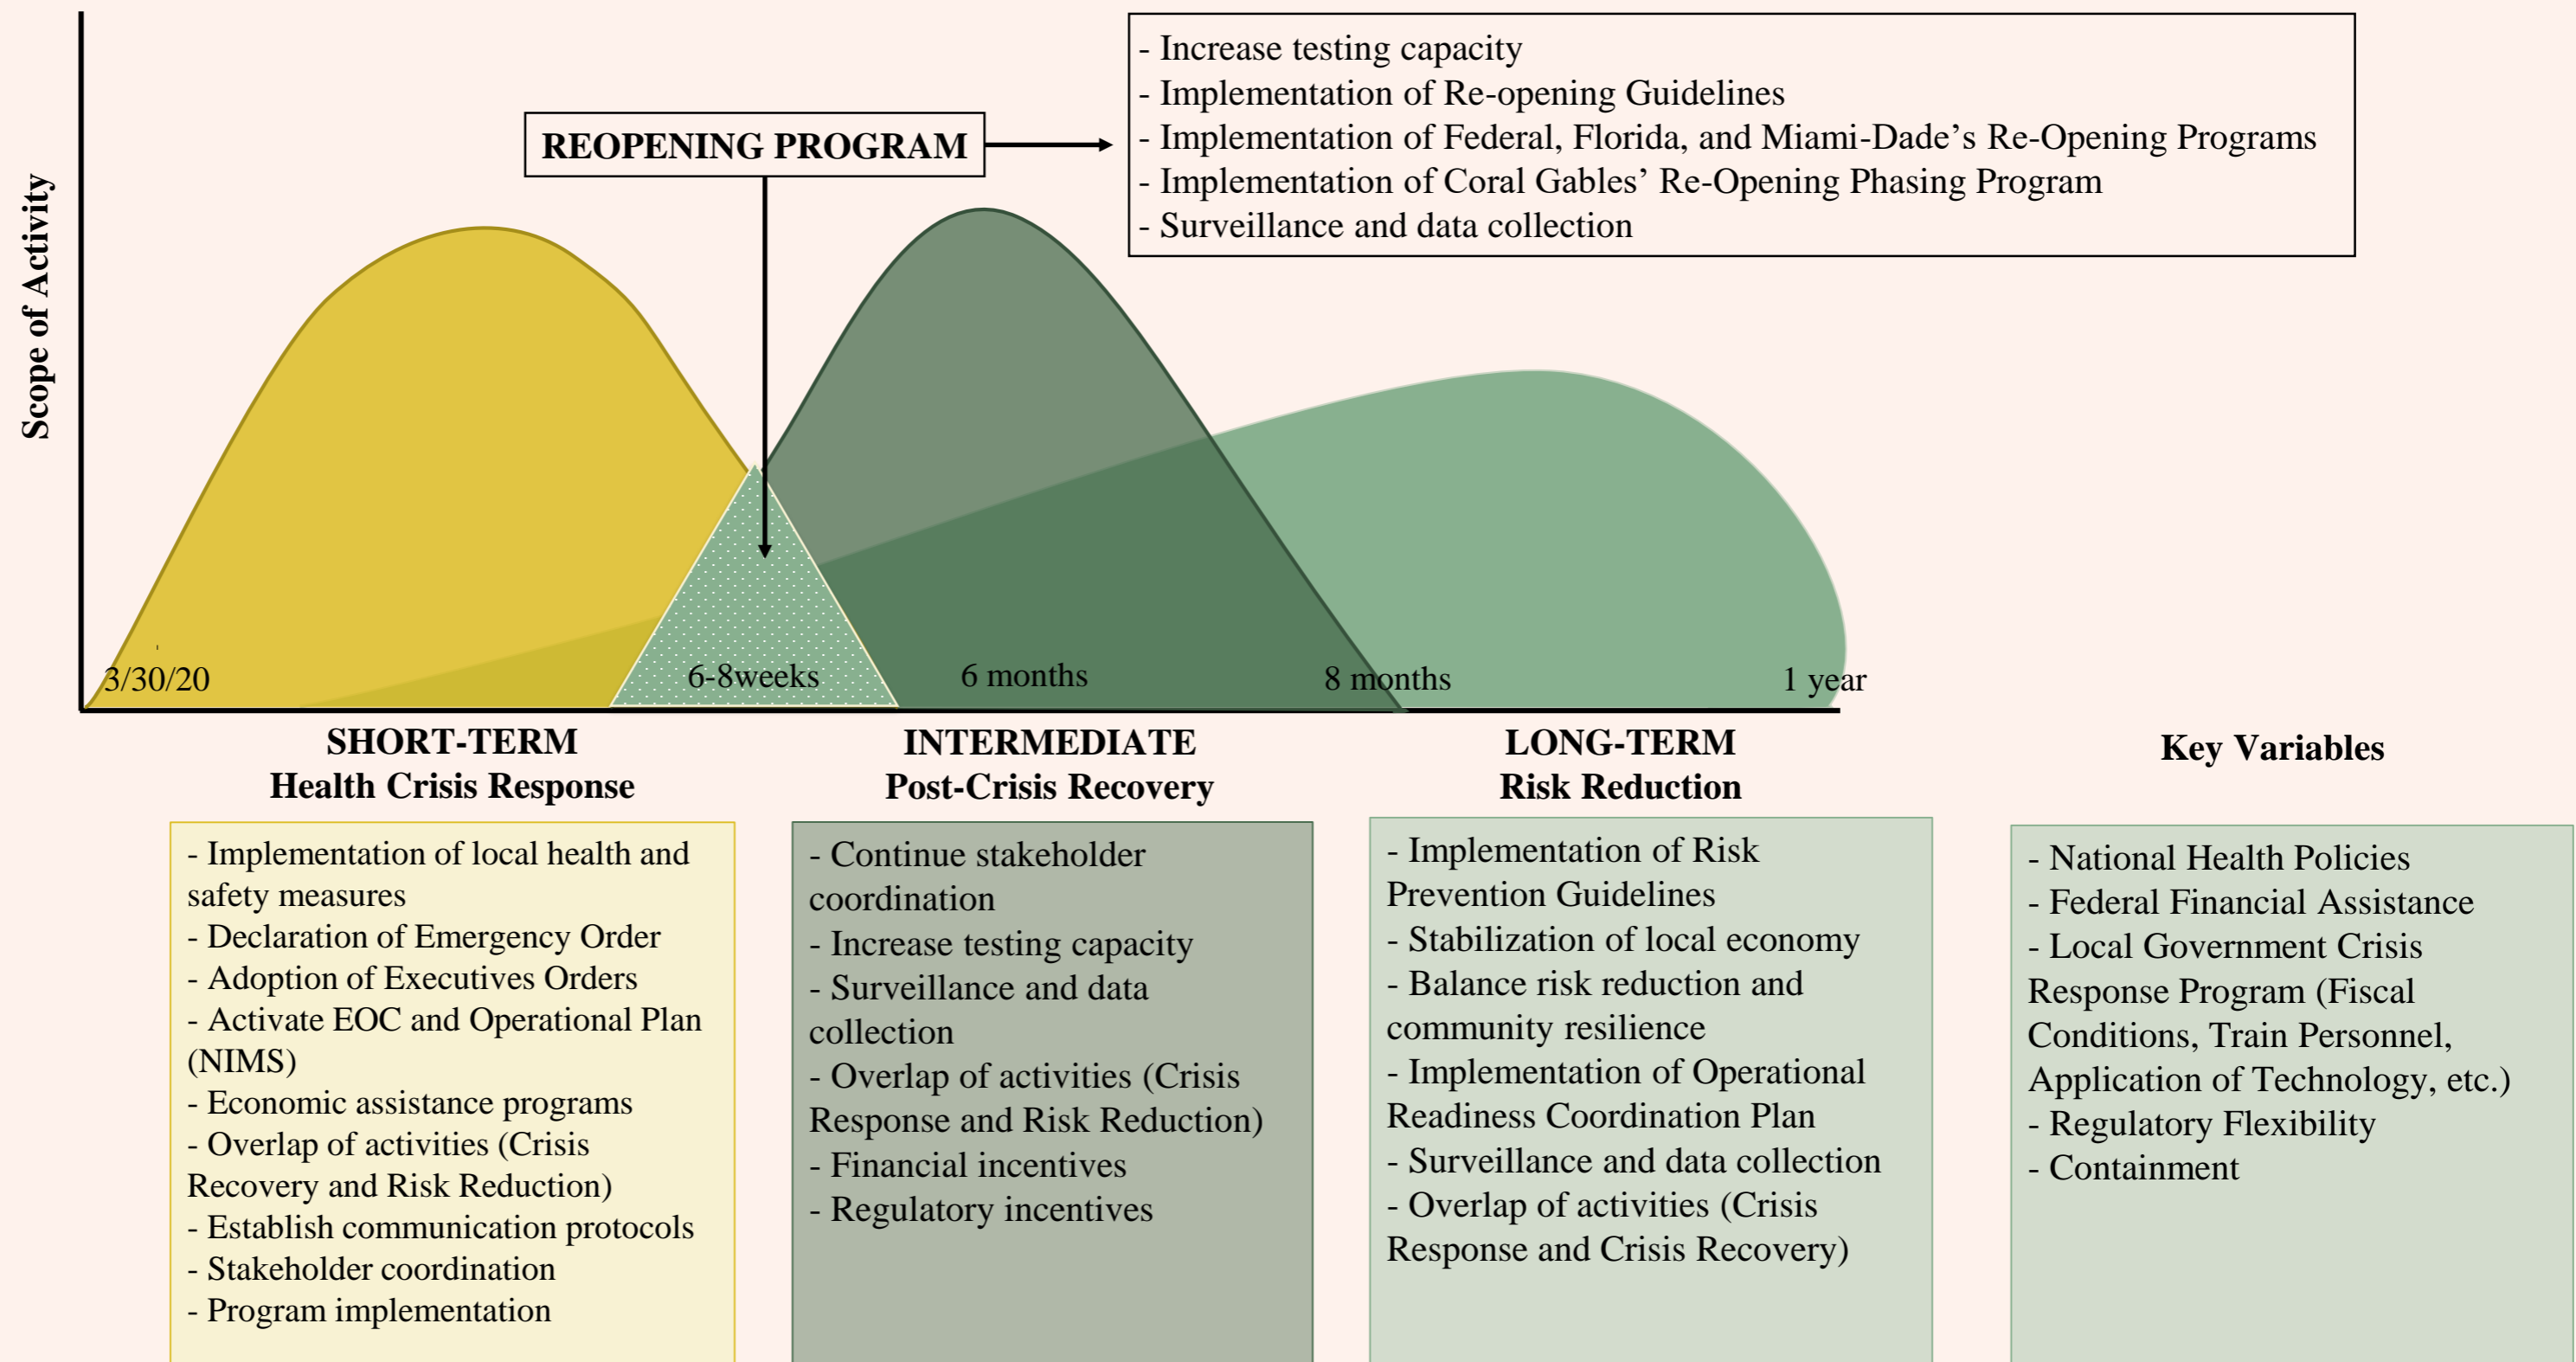 - Increase testing capacity
- Implementation of Re-opening Guidelines
- Implementation of Federal, Florida, and Miami-Dade’s Re-Opening Programs
- Implementation of Coral Gables’ Re-Opening Phasing Program
- Surveillance and data collection
REOPENING PROGRAM
Scope of Activity
3/30/20
6-8weeks
6 months
8 months
1 year
SHORT-TERM
Health Crisis Response
- Implementation of local health and
safety measures
- Declaration of Emergency Order
- Adoption of Executives Orders
- Activate EOC and Operational Plan
(NIMS)
- Economic assistance programs
- Overlap of activities (Crisis
Recovery and Risk Reduction)
- Establish communication protocols
- Stakeholder coordination
- Program implementation
INTERMEDIATE
Post-Crisis Recovery
- Continue stakeholder
coordination
- Increase testing capacity
- Surveillance and data
collection
- Overlap of activities (Crisis
Response and Risk Reduction)
- Financial incentives
- Regulatory incentives
LONG-TERM
Risk Reduction
- Implementation of Risk
Prevention Guidelines
- Stabilization of local economy
- Balance risk reduction and
community resilience
- Implementation of Operational
Readiness Coordination Plan
- Surveillance and data collection
- Overlap of activities (Crisis
Response and Crisis Recovery)
Key Variables
- National Health Policies
- Federal Financial Assistance
- Local Government Crisis
Response Program (Fiscal
Conditions, Train Personnel,
Application of Technology, etc.)
- Regulatory Flexibility
- Containment